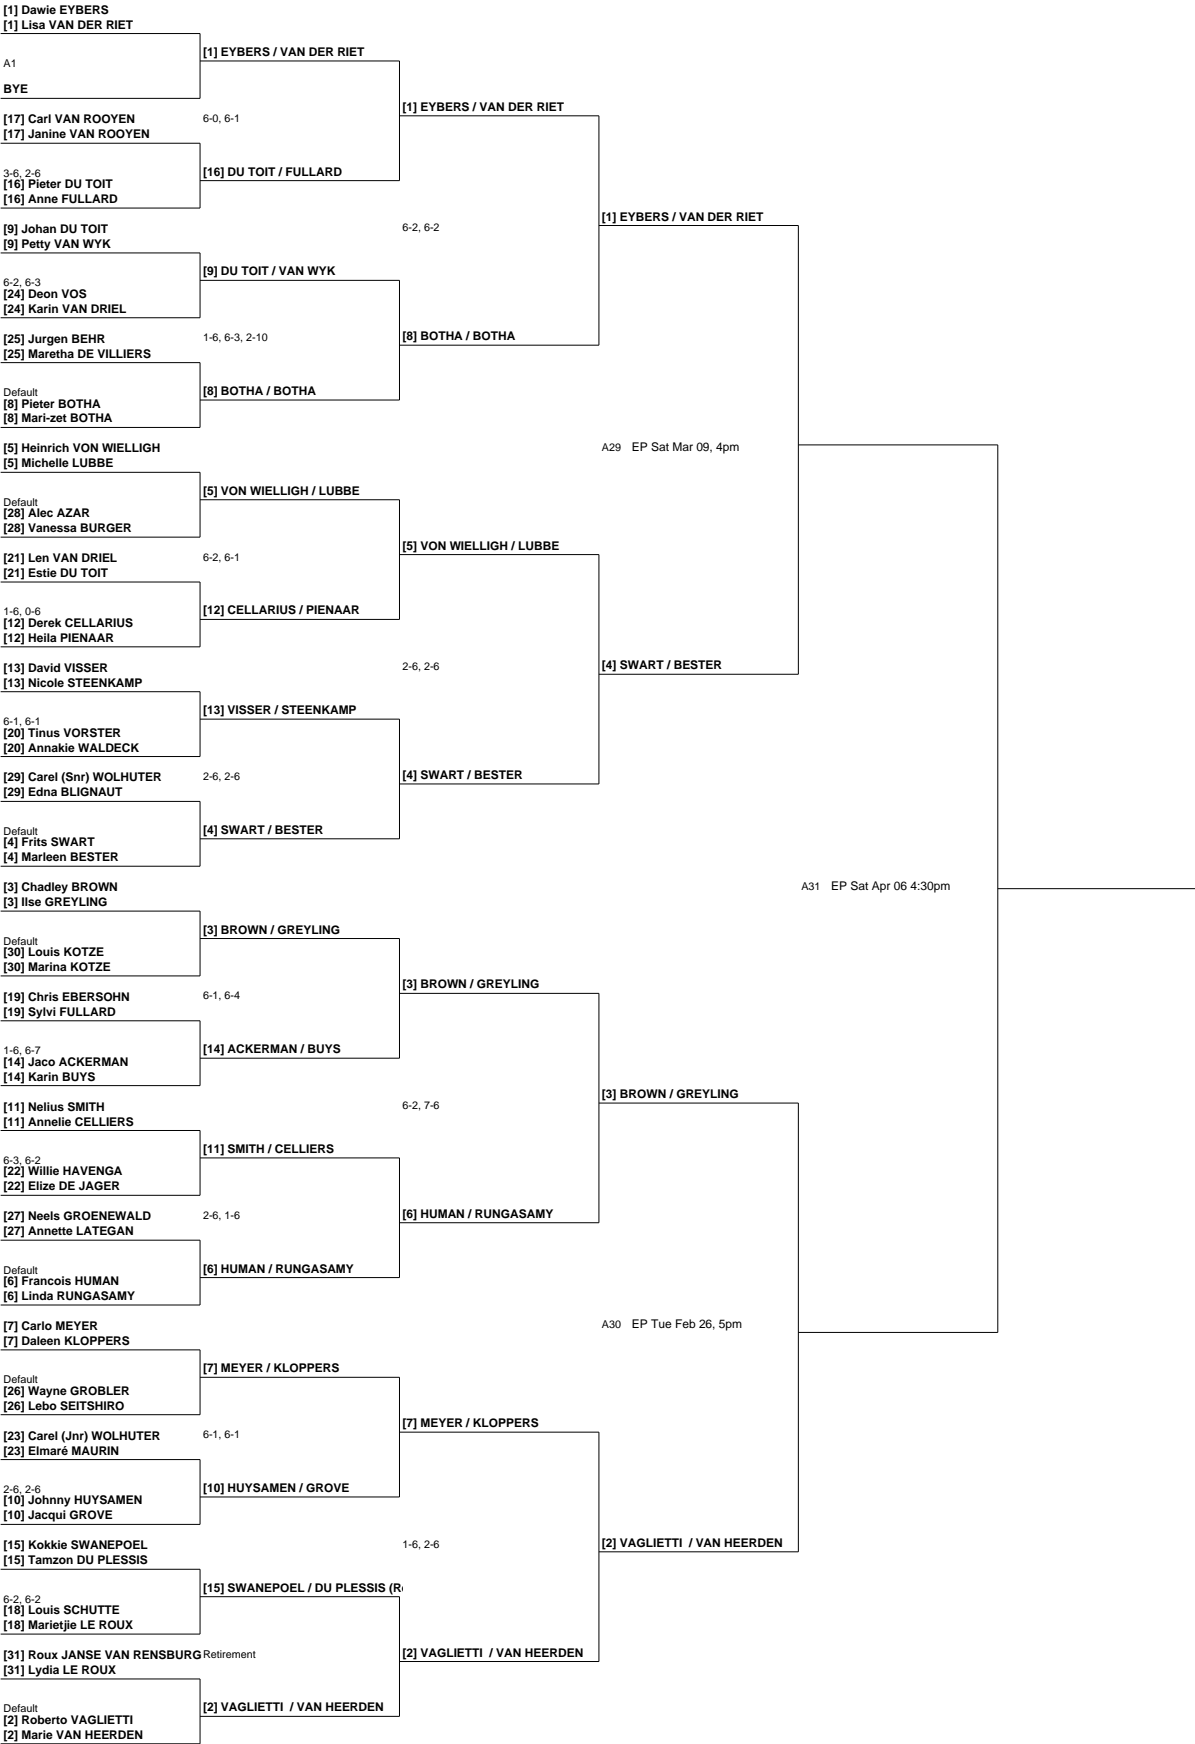 [1] Dawie EYBERS
[1] Lisa VAN DER RIET
[1] EYBERS / VAN DER RIET
A1
BYE
[1] EYBERS / VAN DER RIET
[17] Carl VAN ROOYEN
6-0, 6-1
[17] Janine VAN ROOYEN
3-6, 2-6
[16] DU TOIT / FULLARD
[16] Pieter DU TOIT
[16] Anne FULLARD
[1] EYBERS / VAN DER RIET
[9] Johan DU TOIT
6-2, 6-2
[9] Petty VAN WYK
[9] DU TOIT / VAN WYK
6-2, 6-3
[24] Deon VOS
[24] Karin VAN DRIEL
[25] Jurgen BEHR
1-6, 6-3, 2-10
[8] BOTHA / BOTHA
[25] Maretha DE VILLIERS
Default
[8] BOTHA / BOTHA
[8] Pieter BOTHA
[8] Mari-zet BOTHA
[5] Heinrich VON WIELLIGH
A29 EP Sat Mar 09, 4pm
[5] Michelle LUBBE
[5] VON WIELLIGH / LUBBE
Default
[28] Alec AZAR
[28] Vanessa BURGER
[5] VON WIELLIGH / LUBBE
[21] Len VAN DRIEL
6-2, 6-1
[21] Estie DU TOIT
1-6, 0-6
[12] CELLARIUS / PIENAAR
[12] Derek CELLARIUS
[12] Heila PIENAAR
[13] David VISSER
2-6, 2-6
[4] SWART / BESTER
[13] Nicole STEENKAMP
[13] VISSER / STEENKAMP
6-1, 6-1
[20] Tinus VORSTER
[20] Annakie WALDECK
[29] Carel (Snr) WOLHUTER
2-6, 2-6
[4] SWART / BESTER
[29] Edna BLIGNAUT
Default
[4] SWART / BESTER
[4] Frits SWART
[4] Marleen BESTER
[3] Chadley BROWN
A31 EP Sat Apr 06 4:30pm
[3] Ilse GREYLING
[3] BROWN / GREYLING
Default
[30] Louis KOTZE
[30] Marina KOTZE
[3] BROWN / GREYLING
[19] Chris EBERSOHN
6-1, 6-4
[19] Sylvi FULLARD
1-6, 6-7
[14] ACKERMAN / BUYS
[14] Jaco ACKERMAN
[14] Karin BUYS
[3] BROWN / GREYLING
[11] Nelius SMITH
6-2, 7-6
[11] Annelie CELLIERS
[11] SMITH / CELLIERS
6-3, 6-2
[22] Willie HAVENGA
[22] Elize DE JAGER
[27] Neels GROENEWALD
2-6, 1-6
[6] HUMAN / RUNGASAMY
[27] Annette LATEGAN
Default
[6] HUMAN / RUNGASAMY
[6] Francois HUMAN
[6] Linda RUNGASAMY
[7] Carlo MEYER
A30 EP Tue Feb 26, 5pm
[7] Daleen KLOPPERS
[7] MEYER / KLOPPERS
Default
[26] Wayne GROBLER
[26] Lebo SEITSHIRO
[7] MEYER / KLOPPERS
[23] Carel (Jnr) WOLHUTER
6-1, 6-1
[23] Elmaré MAURIN
2-6, 2-6
[10] HUYSAMEN / GROVE
[10] Johnny HUYSAMEN
[10] Jacqui GROVE
[15] Kokkie SWANEPOEL
1-6, 2-6
[2] VAGLIETTI / VAN HEERDEN
[15] Tamzon DU PLESSIS
[15] SWANEPOEL / DU PLESSIS (R
6-2, 6-2
[18] Louis SCHUTTE
[18] Marietjie LE ROUX
[31] Roux JANSE VAN RENSBURG
Retirement
[2] VAGLIETTI / VAN HEERDEN
[31] Lydia LE ROUX
Default
[2] VAGLIETTI / VAN HEERDEN
[2] Roberto VAGLIETTI
[2] Marie VAN HEERDEN